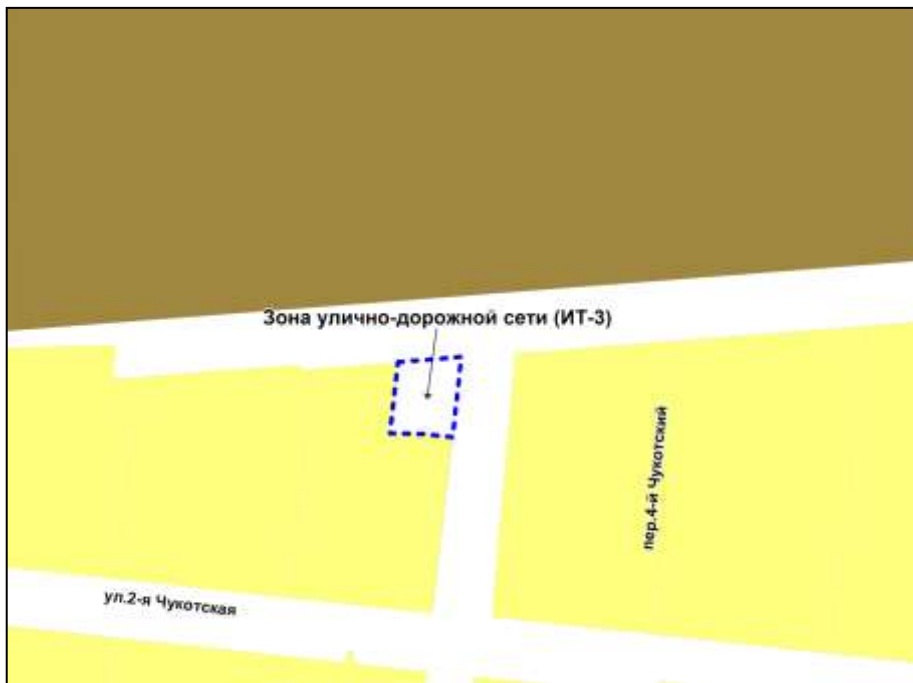 Зона улично-дорожной сети (ИТ-3)
пер.4-й Чукотский
ул.2-я Чукотская